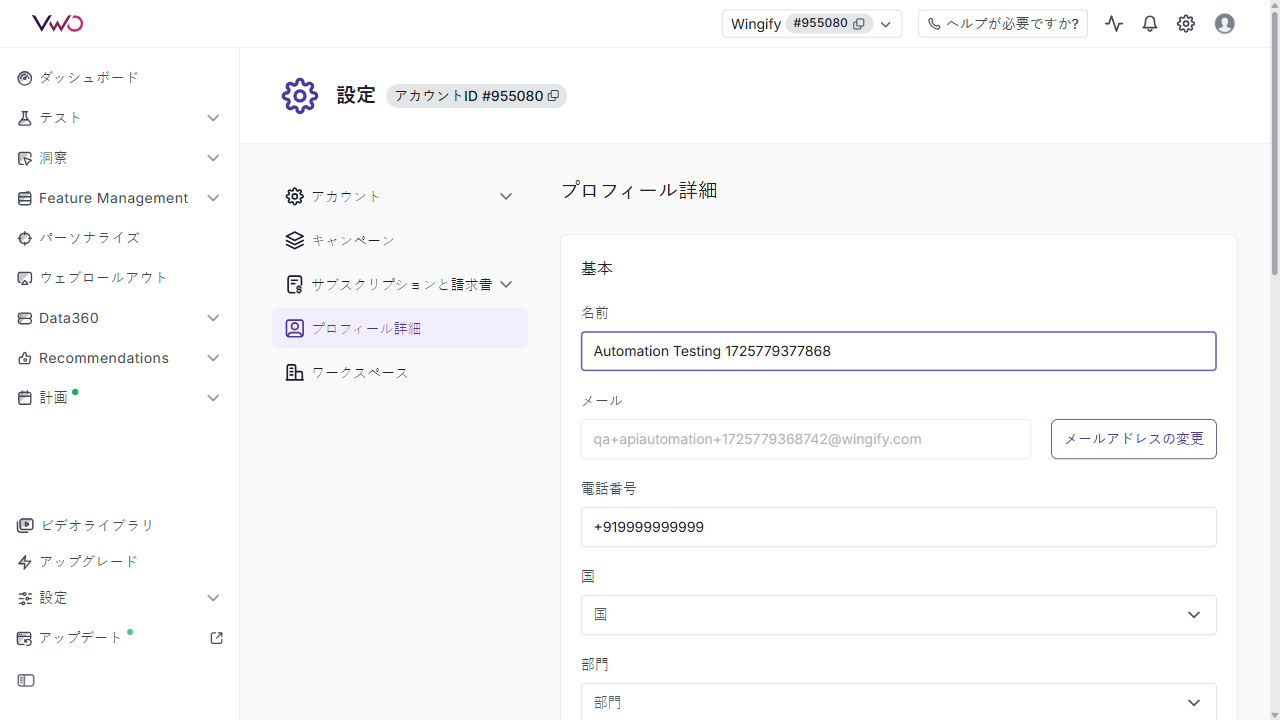 VWO
Wingify #955080
ヘルプが必要ですか?
ダッシュボード
テスト
洞察
Feature Management
パーソナライズ
ウェブロールアウト
Data360
Recommendations
計画
ビデオライブラリ
アップグレード
設定
アップデート
設定
アカウントID #955080
アカウント
キャンペーン
サブスクリプションと請求書
プロフィール詳細
ワークスペース
プロフィール詳細
基本
名前
Automation Testing 1725779377868
メール
qa+apiautomation+1725779368742@wingify.com
メールアドレスの変更
電話番号
+919999999999
国
国
部門
部門